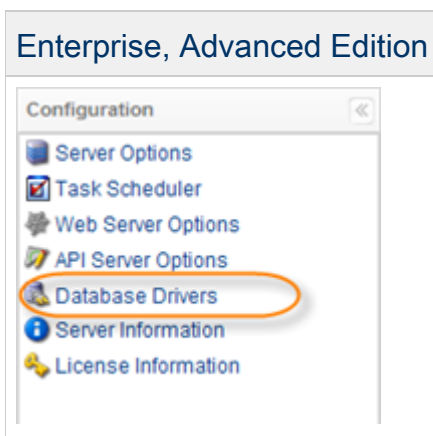 Enterprise, Advanced Edition
Configuration
Server Options
Task Scheduler
Web Server Options
API Server Options
Database Drivers
Server Information
License Information